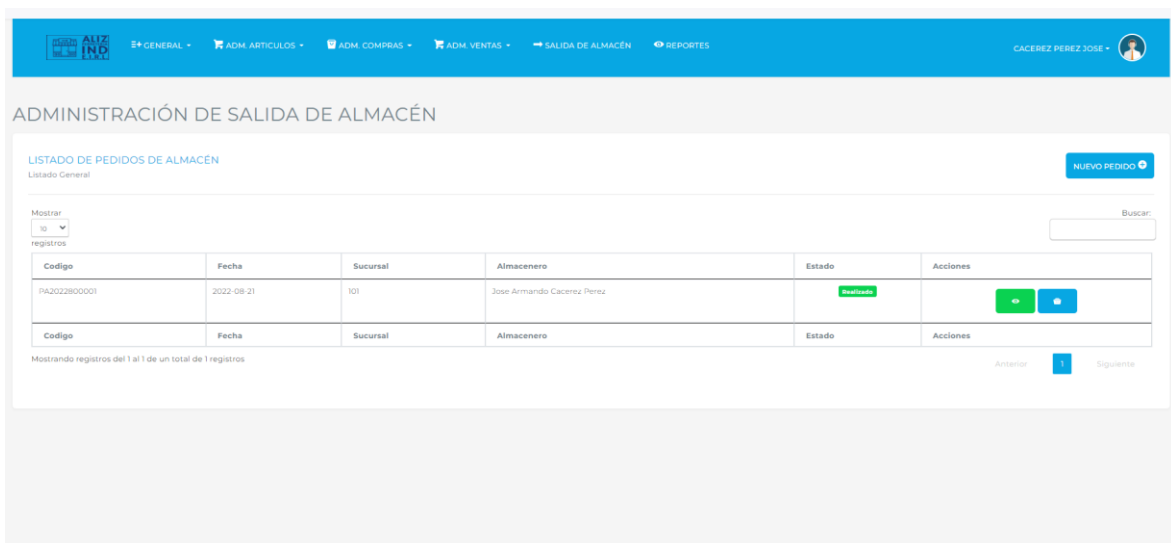 ALIZ
IND
E.I.R.L
GENERAL
ADM. ARTICULOS
ADM. COMPRAS
ADM. VENTAS
SALIDA DE ALMACÉN
REPORTES
CACEREZ PEREZ JOSE
ADMINISTRACIÓN DE SALIDA DE ALMACÉN
LISTADO DE PEDIDOS DE ALMACÉN
Listado General
NUEVO PEDIDO
Mostrar
10
registros
Buscar:
Codigo Fecha Sucursal Almacenero Estado Acciones
PA2022800001 2022-08-21 101 Jose Armando Cacerez Perez Realizado
Codigo Fecha Sucursal Almacenero Estado Acciones
Mostrando registros del 1 al 1 de un total de 1 registros
Anterior 1 Siguiente